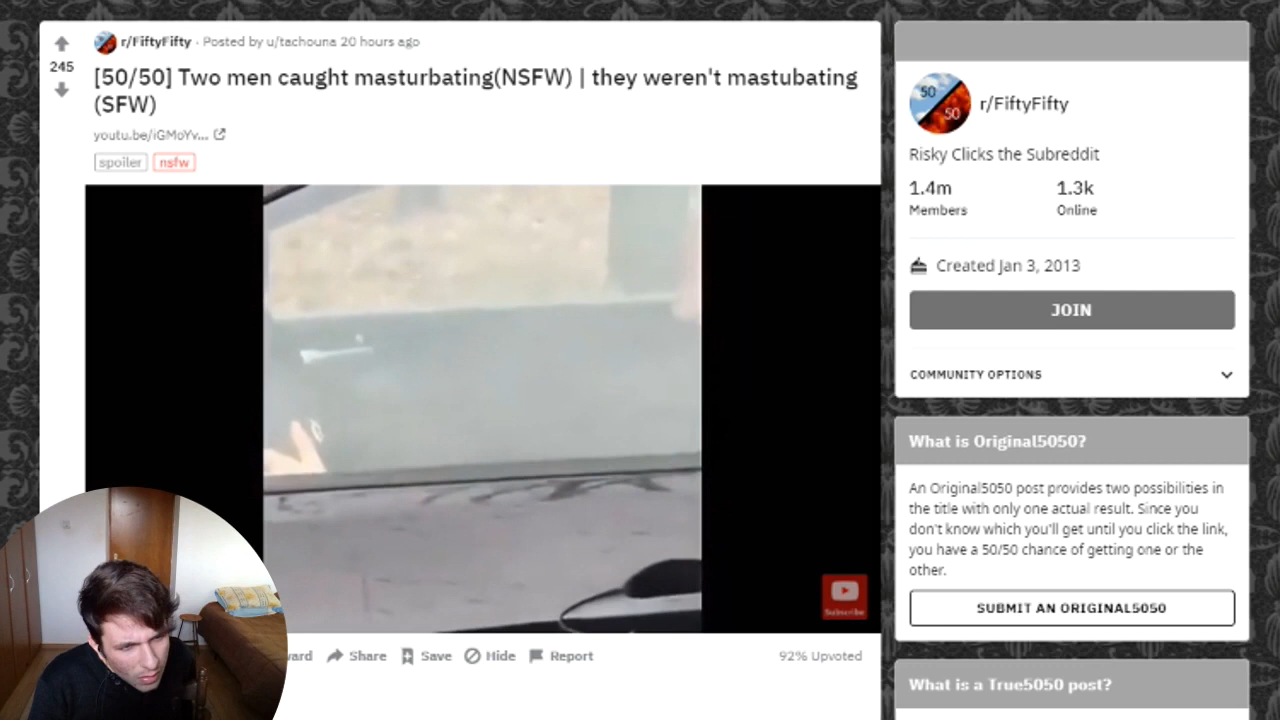 r/FiftyFifty · Posted by u/tachouna 20 hours ago
245
[50/50] Two men caught masturbating(NSFW) | they weren't mastubating
(SFW)
youtu.be/iGMoYv...
spoiler nsfw
Subscribe
ard Share Save Hide Report 92% Upvoted
50
50
r/FiftyFifty
Risky Clicks the Subreddit
1.4m 1.3k
Members Online
Created Jan 3, 2013
JOIN
COMMUNITY OPTIONS
What is Original5050?
An Original5050 post provides two possibilities in
the title with only one actual result. Since you
don't know which you'll get until you click the link,
you have a 50/50 chance of getting one or the
other.
SUBMIT AN ORIGINAL5050
What is a True5050 post?